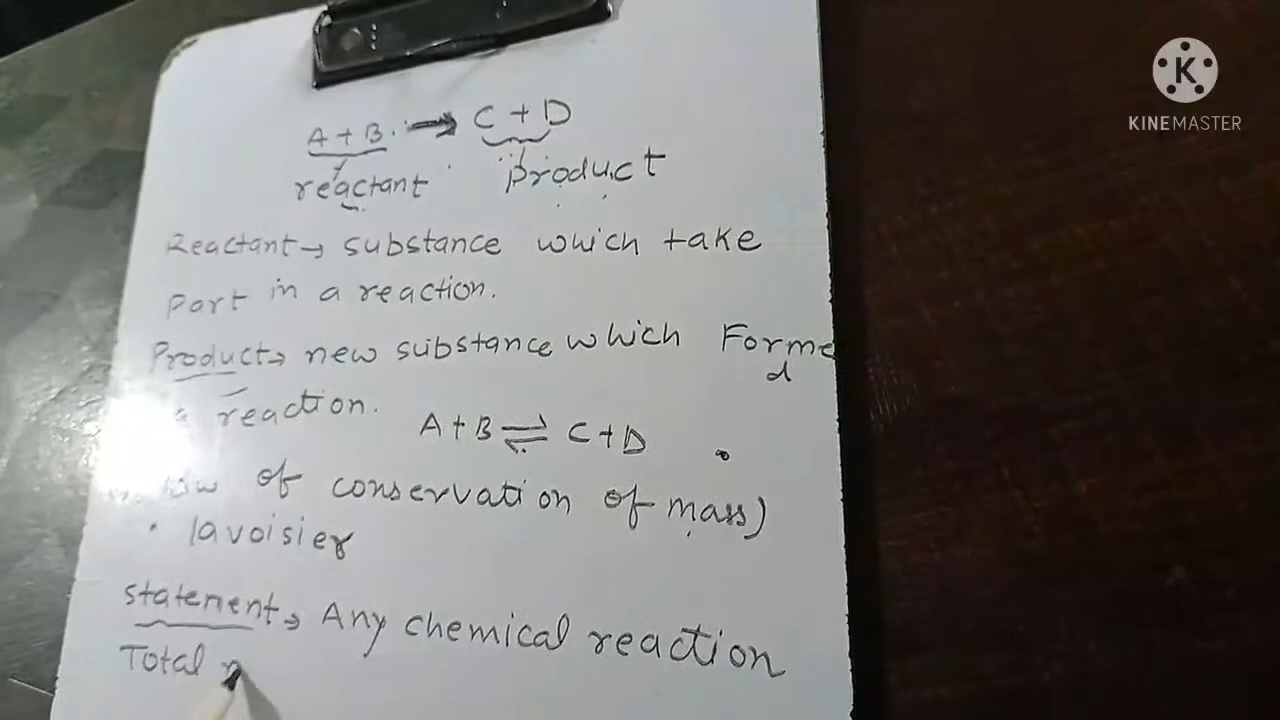 A + B. → C + D
reactant product
Reactant → substance which take
Part in a reaction.
Product → new substance which Forme
d
a reaction.
A + B ⇌ C + D
of conservation of mass)
• lavoisier
statement → Any chemical reaction
Total
K
KINEMASTER